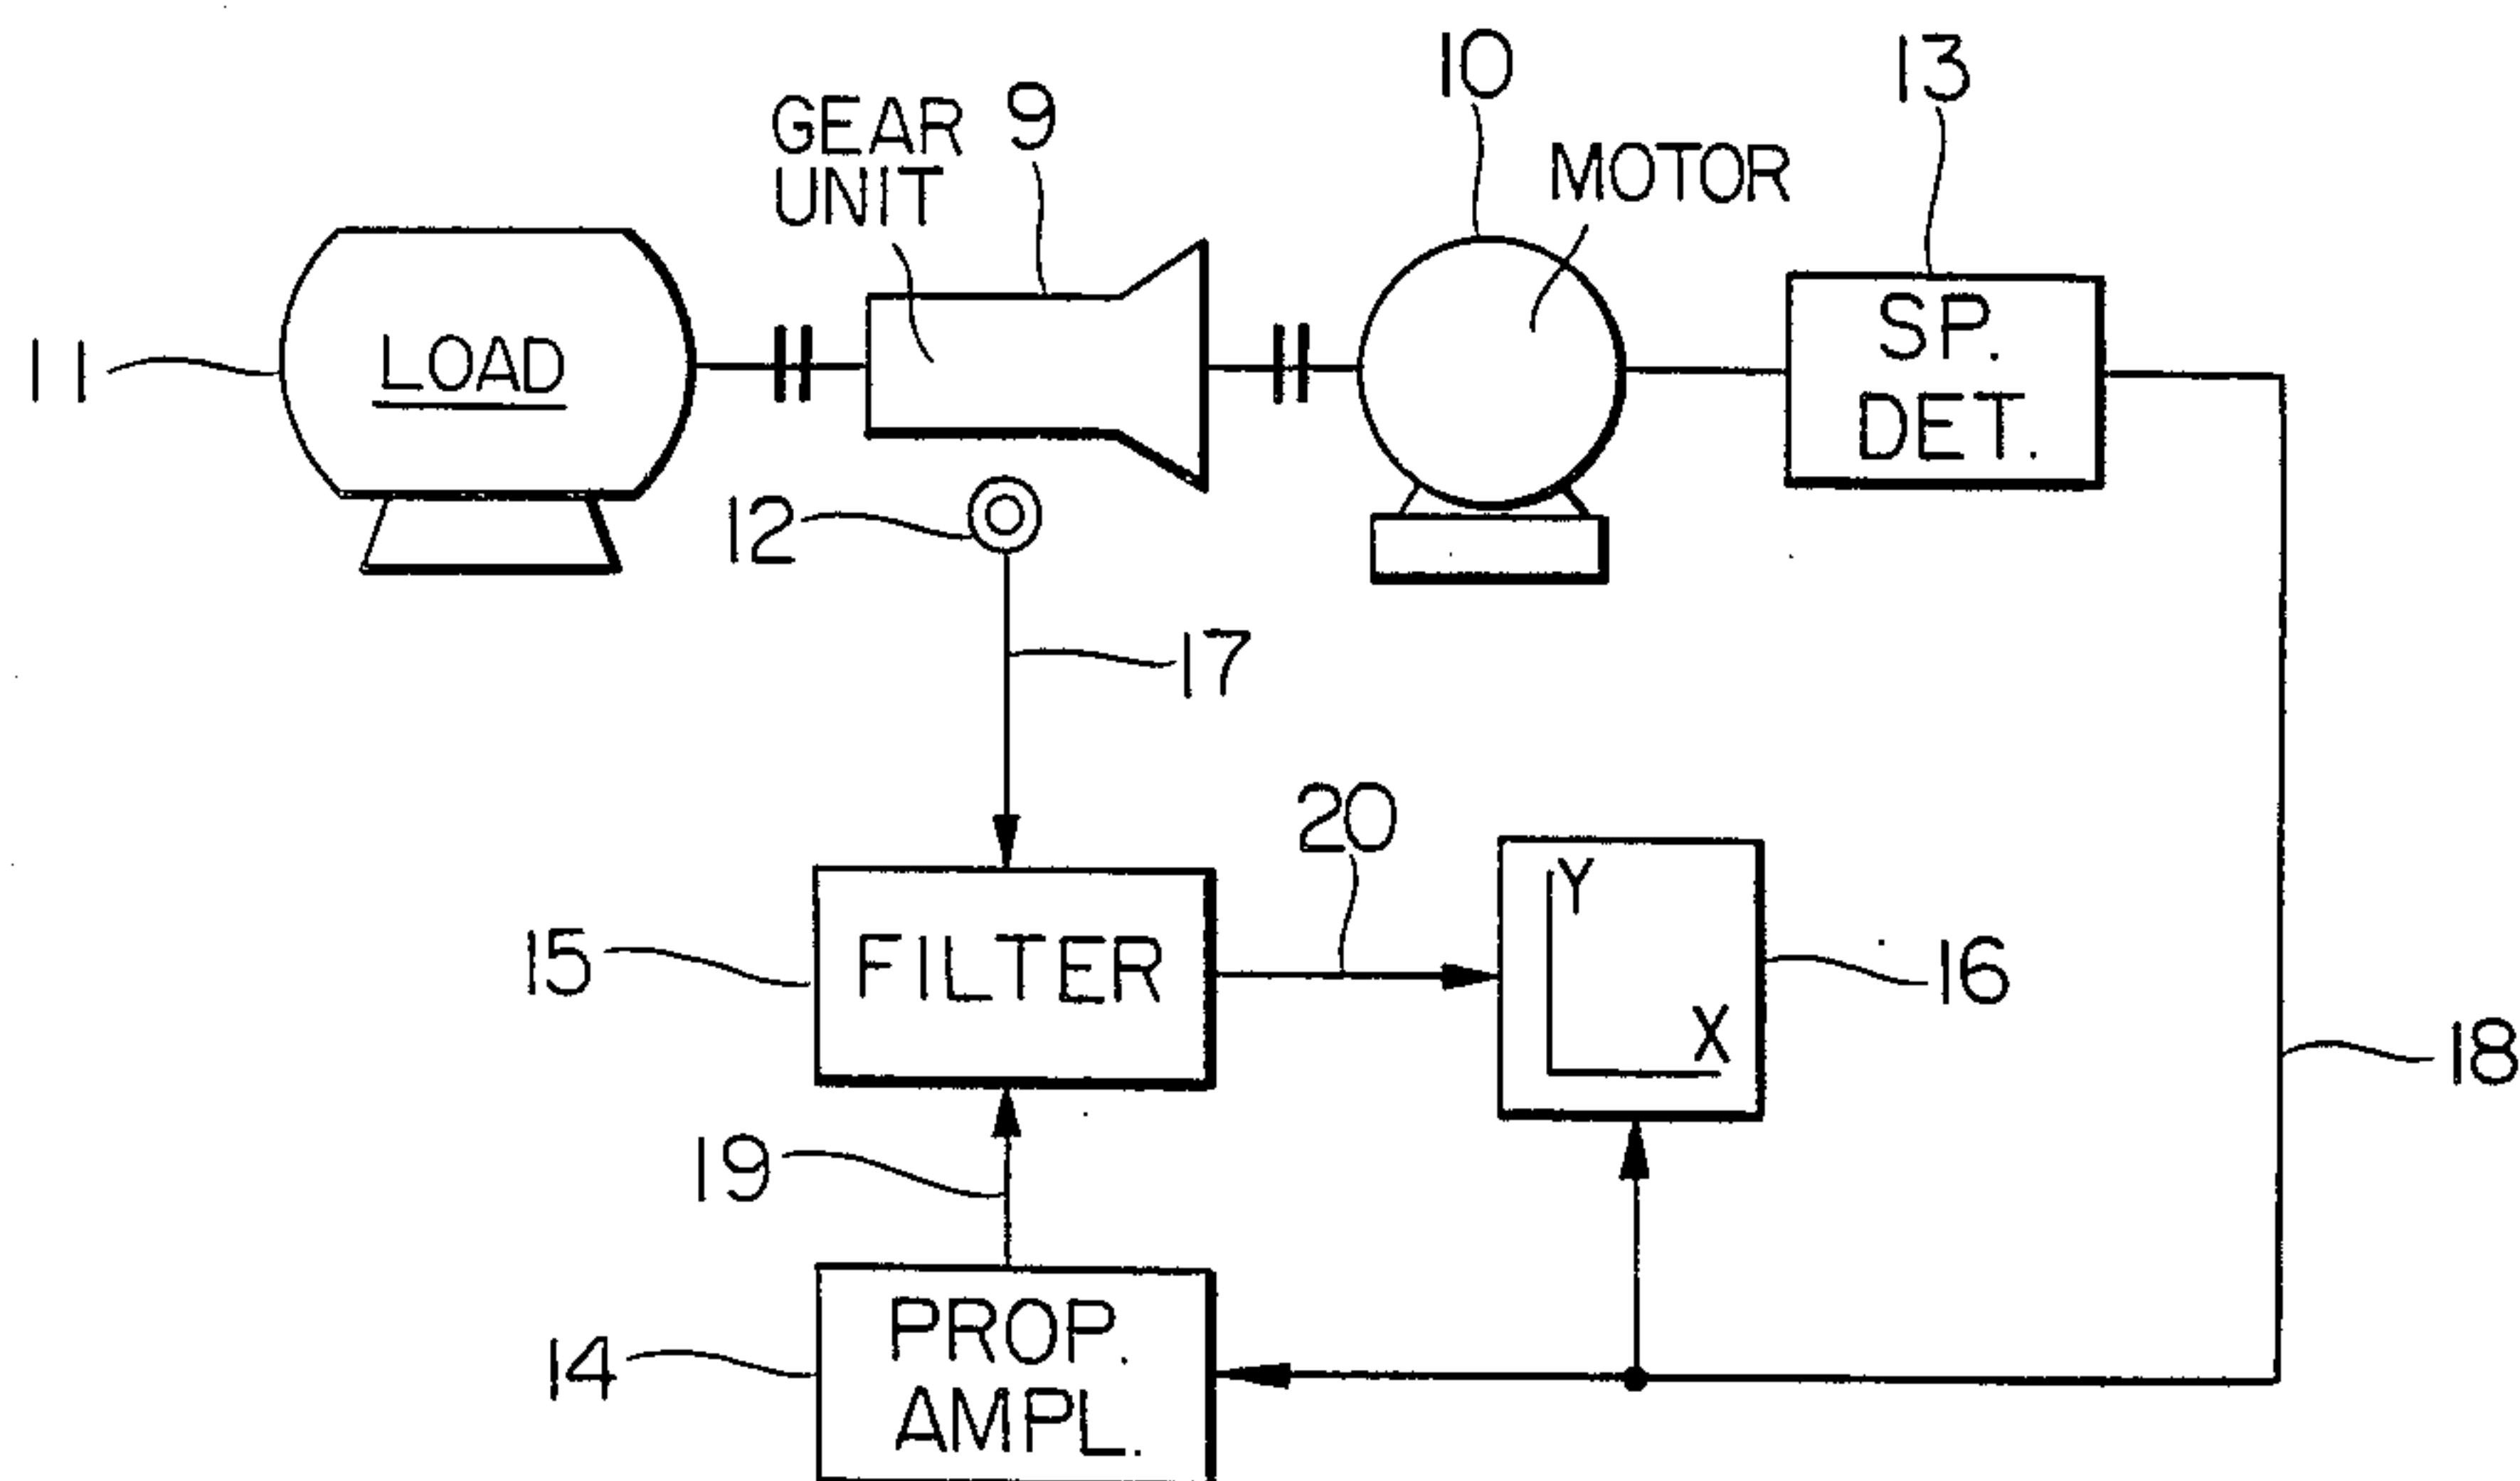 10
13
GEAR
UNIT
9
MOTOR
11
LOAD
SP.
DET.
12
17
20
15
FILTER
Y
X
16
18
19
14
PROP.
AMPL.